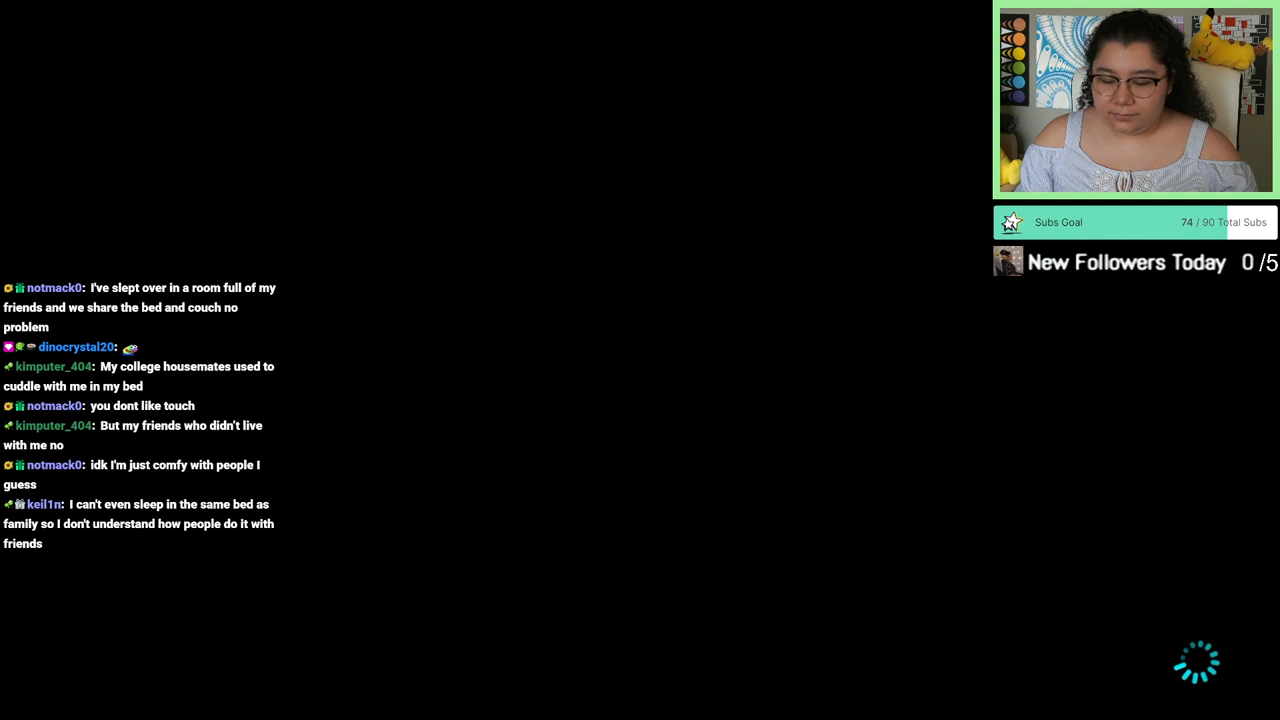 notmack0: I've slept over in a room full of my
friends and we share the bed and couch no
problem
dinocrystal20:
kimputer_404: My college housemates used to
cuddle with me in my bed
notmack0: you dont like touch
kimputer_404: But my friends who didn't live
with me no
notmack0: idk I'm just comfy with people I
guess
keil1n: I can't even sleep in the same bed as
family so I don't understand how people do it with
friends
Subs Goal 74 / 90 Total Subs
New Followers Today 0 /5